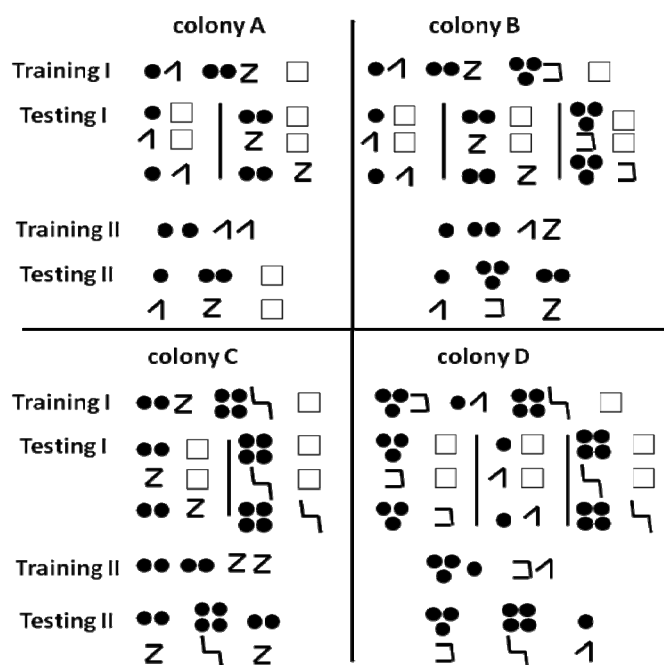 colony A
colony B
Training I
Testing I
Training II
Testing II
colony C
colony D
Training I
Testing I
Training II
Testing II